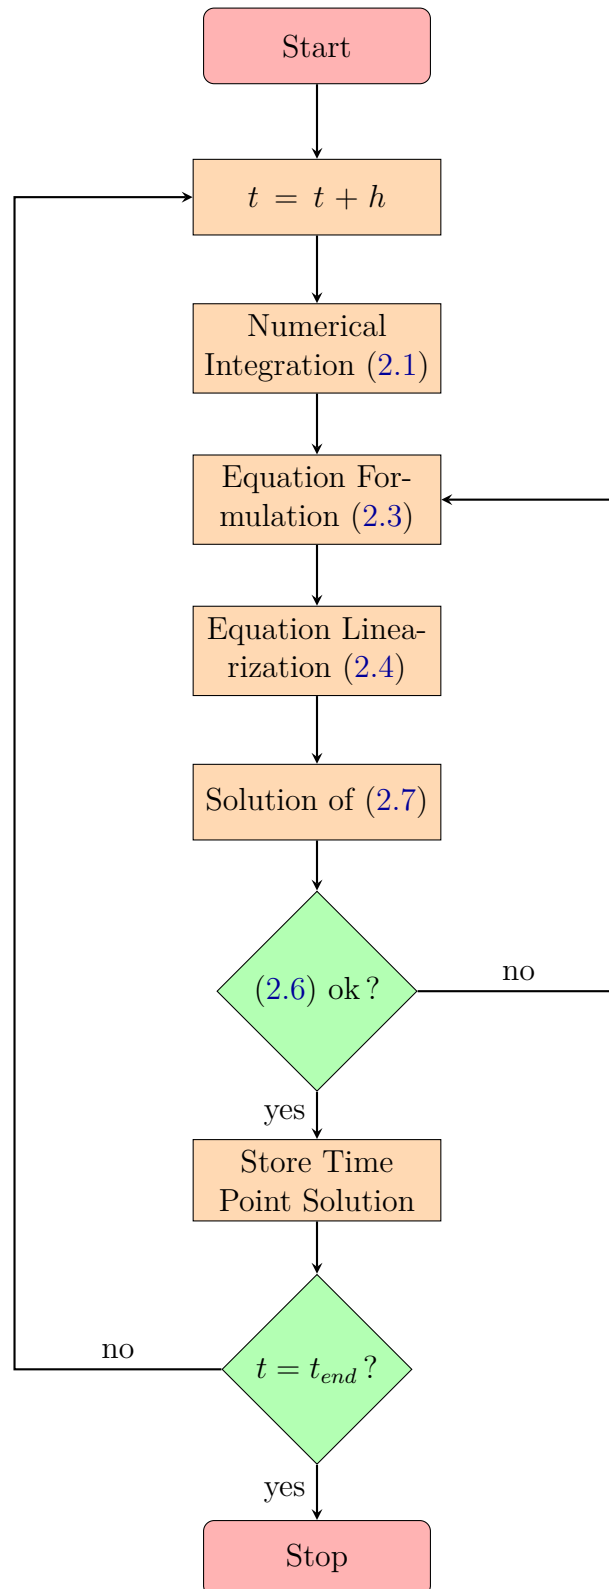 Start
t = t + h
Numerical
Integration (2.1)
Equation For-
mulation (2.3)
Equation Linea-
rization (2.4)
Solution of (2.7)
(2.6) ok?
no
yes
Store Time
Point Solution
t = t_end?
no
yes
Stop